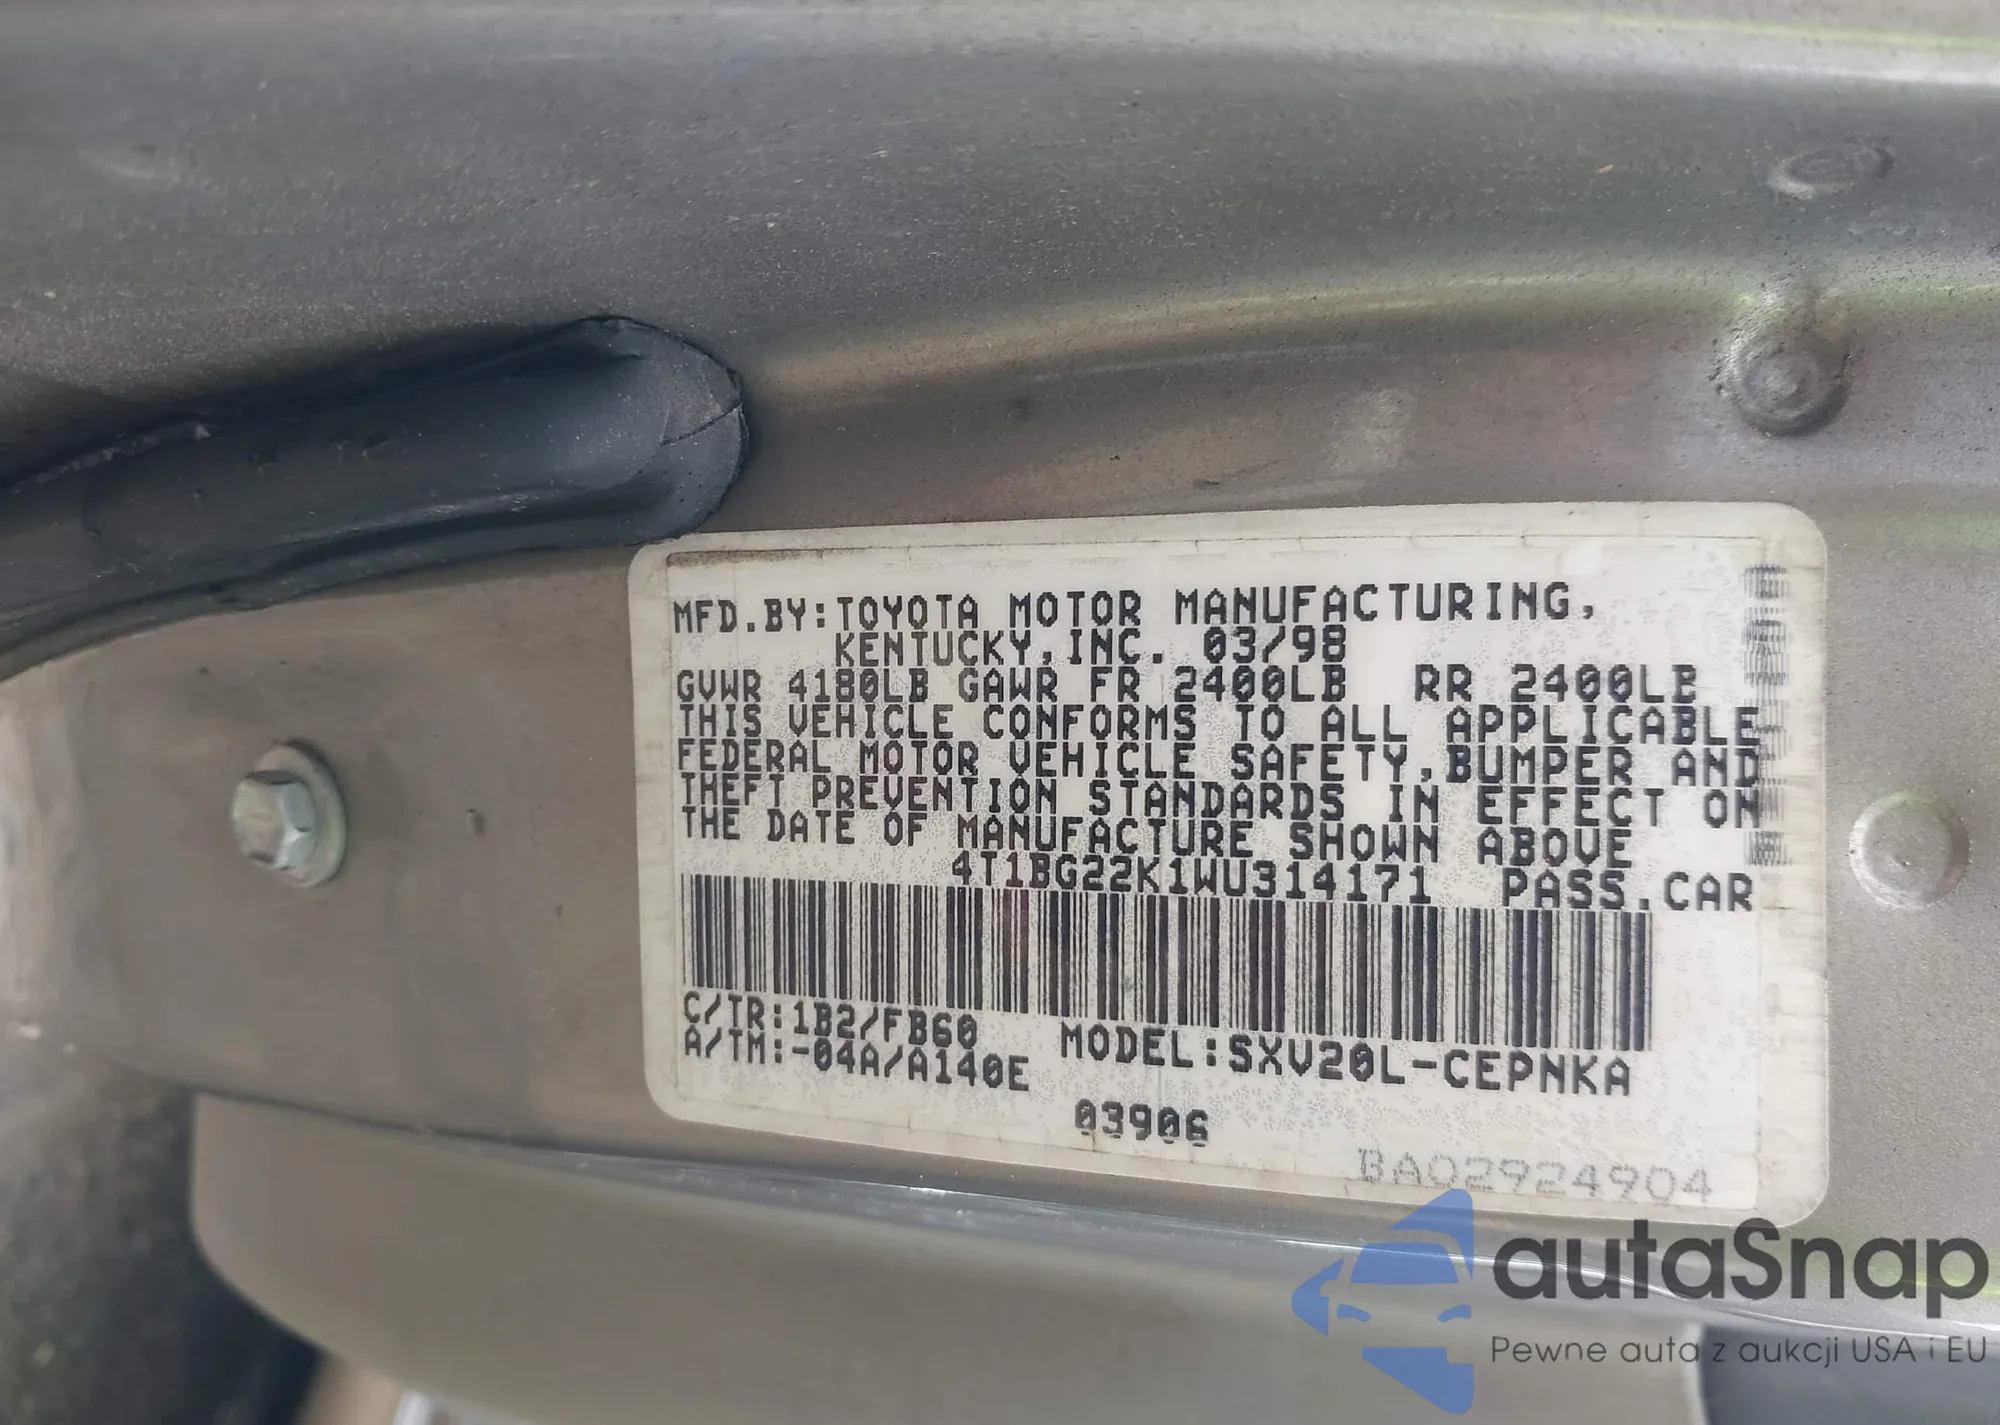 MFD.BY:TOYOTA MOTOR MANUFACTURING,
KENTUCKY,INC. 03/98
GVWR 4180LB GAWR FR 2400LB RR 2400LB
THIS VEHICLE CONFORMS TO ALL APPLICABLE
FEDERAL MOTOR VEHICLE SAFETY,BUMPER AND
THEFT PREVENTION STANDARDS IN EFFECT ON
THE DATE OF MANUFACTURE SHOWN ABOVE
4T1BG22K1WU314171 PASS.CAR
C/TR:1B2/FB60
A/TM:-04A/A140E
MODEL:SXV20L-CEPNKA
03906
BA02924904
autaSnap
Pewne auta z aukcji USA i EU